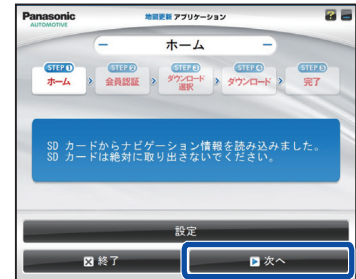 Panasonic
AUTOMOTIVE
地図更新 アプリケーション
ホーム
STEP 1
ホーム
STEP 2
会員認証
STEP 3
ダウンロード
選択
STEP 4
ダウンロード
STEP 5
完了
SD カードからナビゲーション情報を読み込みました。
SD カードは絶対に取り出さないでください。
設定
終了
次へ